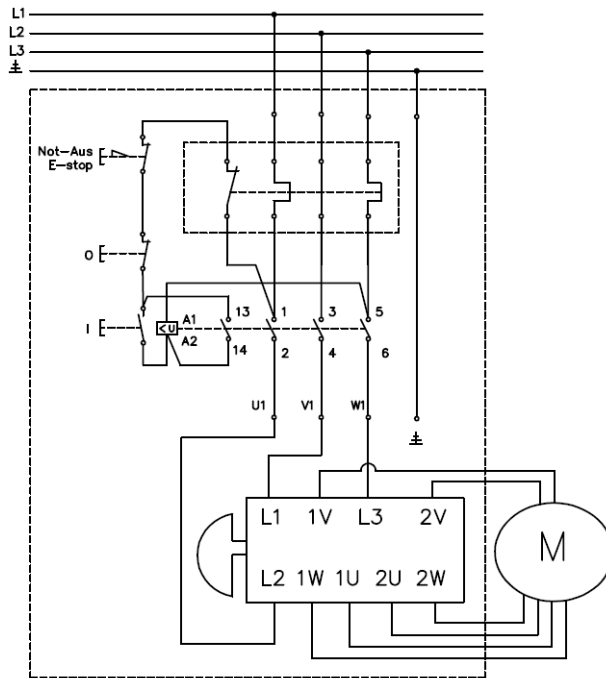 L1
L2
L3
Not-Aus
E-stop
O
I
<U
A1
A2
13
14
1
3
5
2
4
6
U1
V1
W1
L1 1V L3 2V
L2 1W 1U 2U 2W
M